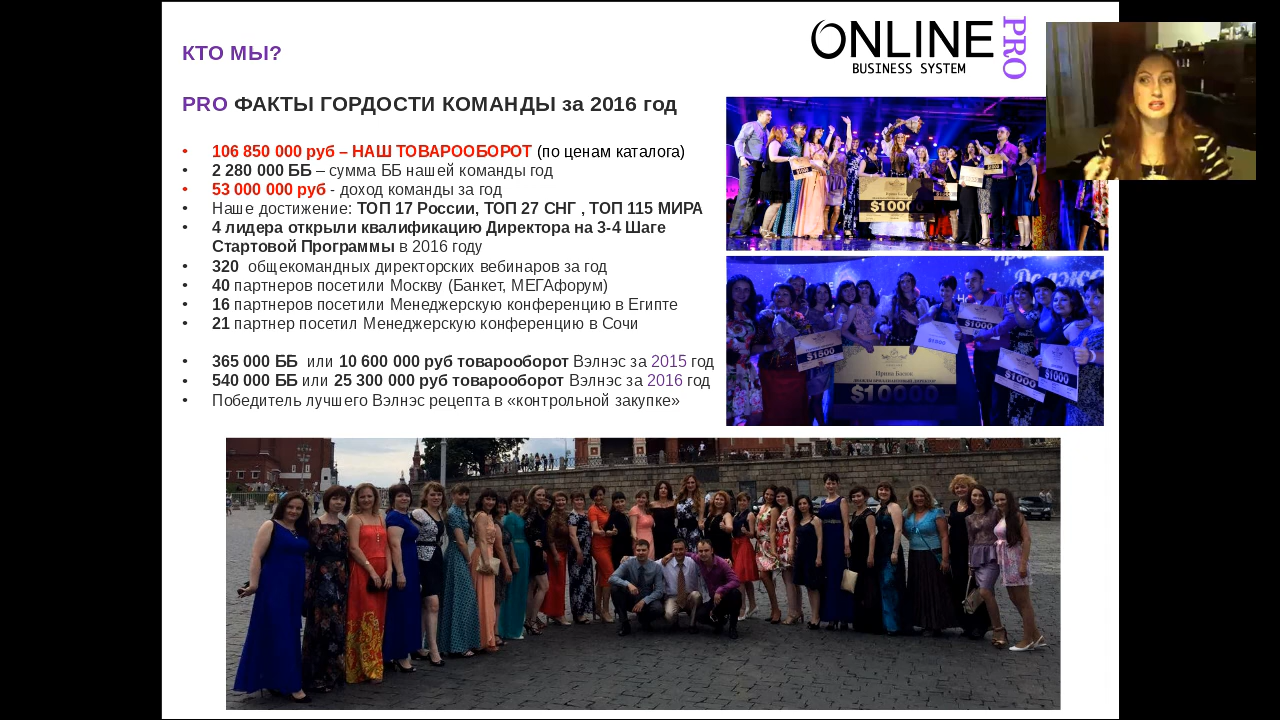 КТО МЫ?
ONLINE PRO
BUSINESS SYSTEM
PRO ФАКТЫ ГОРДОСТИ КОМАНДЫ за 2016 год
• 106 850 000 руб – НАШ ТОВАРООБОРОТ (по ценам каталога)
• 2 280 000 ББ – сумма ББ нашей команды год
• 53 000 000 руб - доход команды за год
• Наше достижение: ТОП 17 России, ТОП 27 СНГ , ТОП 115 МИРА
• 4 лидера открыли квалификацию Директора на 3-4 Шаге
Стартовой Программы в 2016 году
• 320 общекомандных директорских вебинаров за год
• 40 партнеров посетили Москву (Банкет, МЕГАфорум)
• 16 партнеров посетили Менеджерскую конференцию в Египте
• 21 партнер посетил Менеджерскую конференцию в Сочи
• 365 000 ББ или 10 600 000 руб товарооборот Вэлнэс за 2015 год
• 540 000 ББ или 25 300 000 руб товарооборот Вэлнэс за 2016 год
• Победитель лучшего Вэлнэс рецепта в «контрольной закупке»
$10000
$1000
$1000
$1000
$1000
$10000